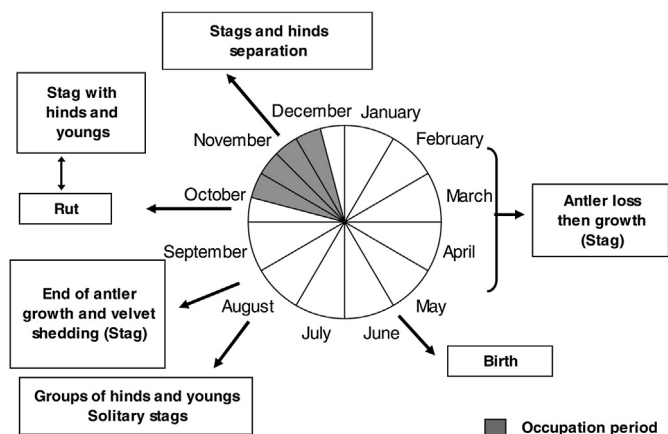 Stags and hinds
separation
Stag with
hinds and
youngs
Rut
December
January
November
February
October
March
September
April
August
May
July
June
Antler loss
then growth
(Stag)
End of antler
growth and velvet
shedding (Stag)
Birth
Groups of hinds and youngs
Solitary stags
Occupation period